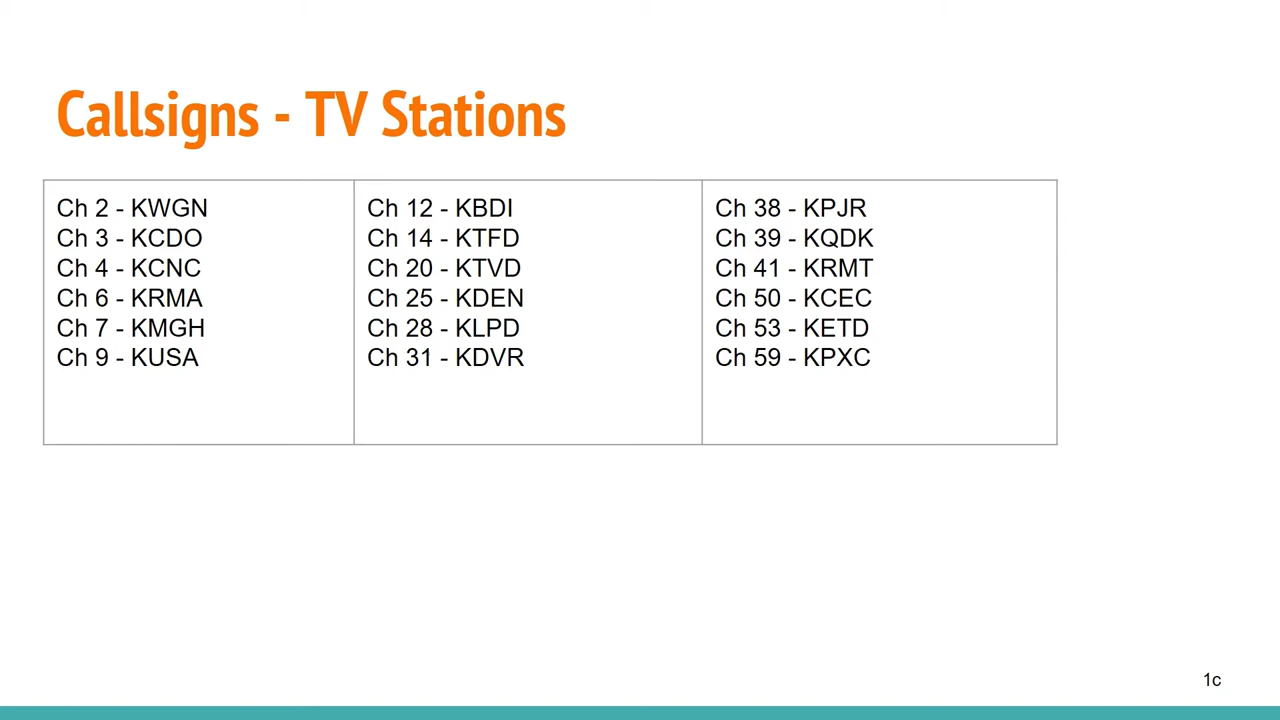 Callsigns - TV Stations
Ch 2 - KWGN
Ch 3 - KCDO
Ch 4 - KCNC
Ch 6 - KRMA
Ch 7 - KMGH
Ch 9 - KUSA
Ch 12 - KBDI
Ch 14 - KTFD
Ch 20 - KTVD
Ch 25 - KDEN
Ch 28 - KLPD
Ch 31 - KDVR
Ch 38 - KPJR
Ch 39 - KQDK
Ch 41 - KRMT
Ch 50 - KCEC
Ch 53 - KETD
Ch 59 - KPXC
1c